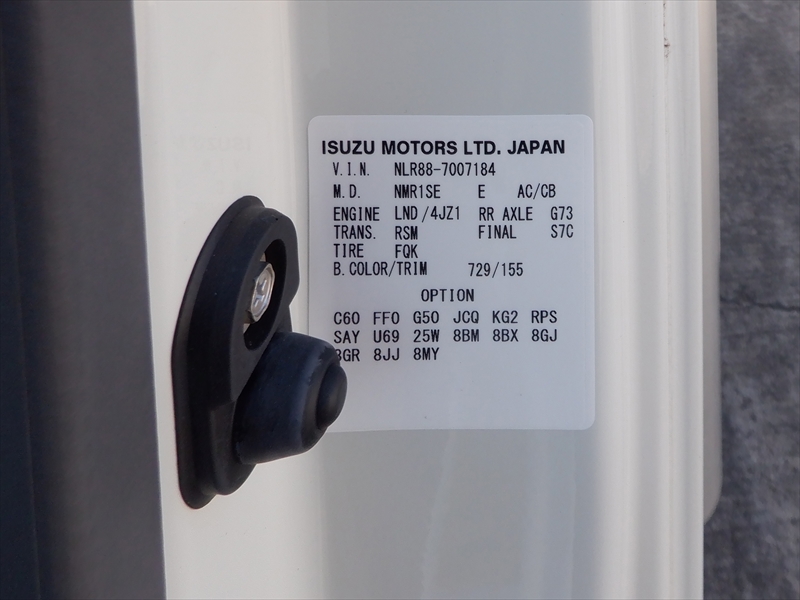 ISUZU MOTORS LTD. JAPAN
V.I.N. NLR88-7007184
M.D. NMR1SE E AC/CB
ENGINE LND/4JZ1 RR AXLE G73
TRANS. RSM FINAL S7C
TIRE FQK
B.COLOR/TRIM 729/155
OPTION
C60 FF0 G50 JCQ KG2 RPS
SAY U69 25W 8BM 8BX 8GJ
8JJ 8MY